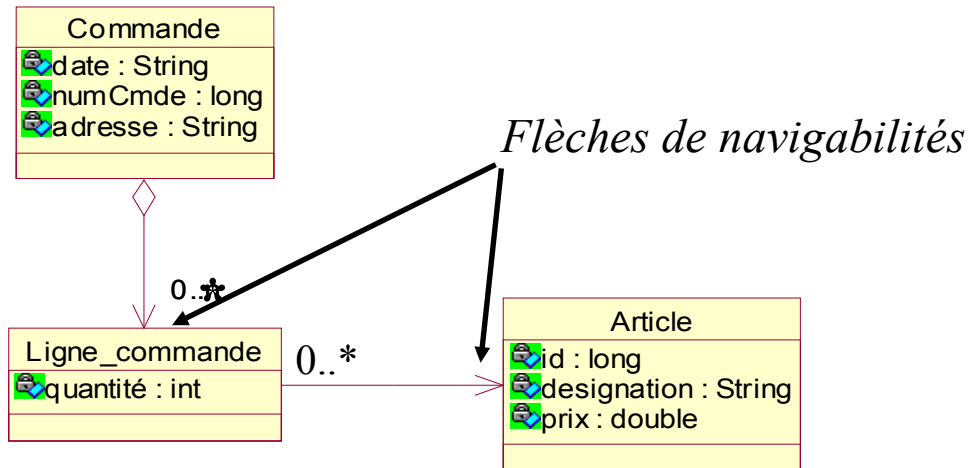 Commande
date : String
numCmde : long
adresse : String
Flèches de navigabilités
0..*
Ligne_commande
quantité : int
0..*
Article
id : long
designation : String
prix : double